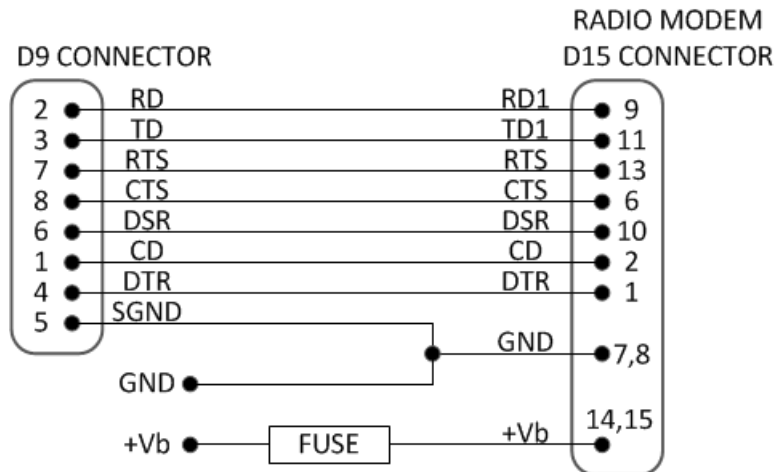 RADIO MODEM
D9 CONNECTOR D15 CONNECTOR
2 RD RD1 9
3 TD TD1 11
7 RTS RTS 13
8 CTS CTS 6
6 DSR DSR 10
1 CD CD 2
4 DTR DTR 1
5 SGND
GND 7,8
GND
14,15
+Vb FUSE +Vb